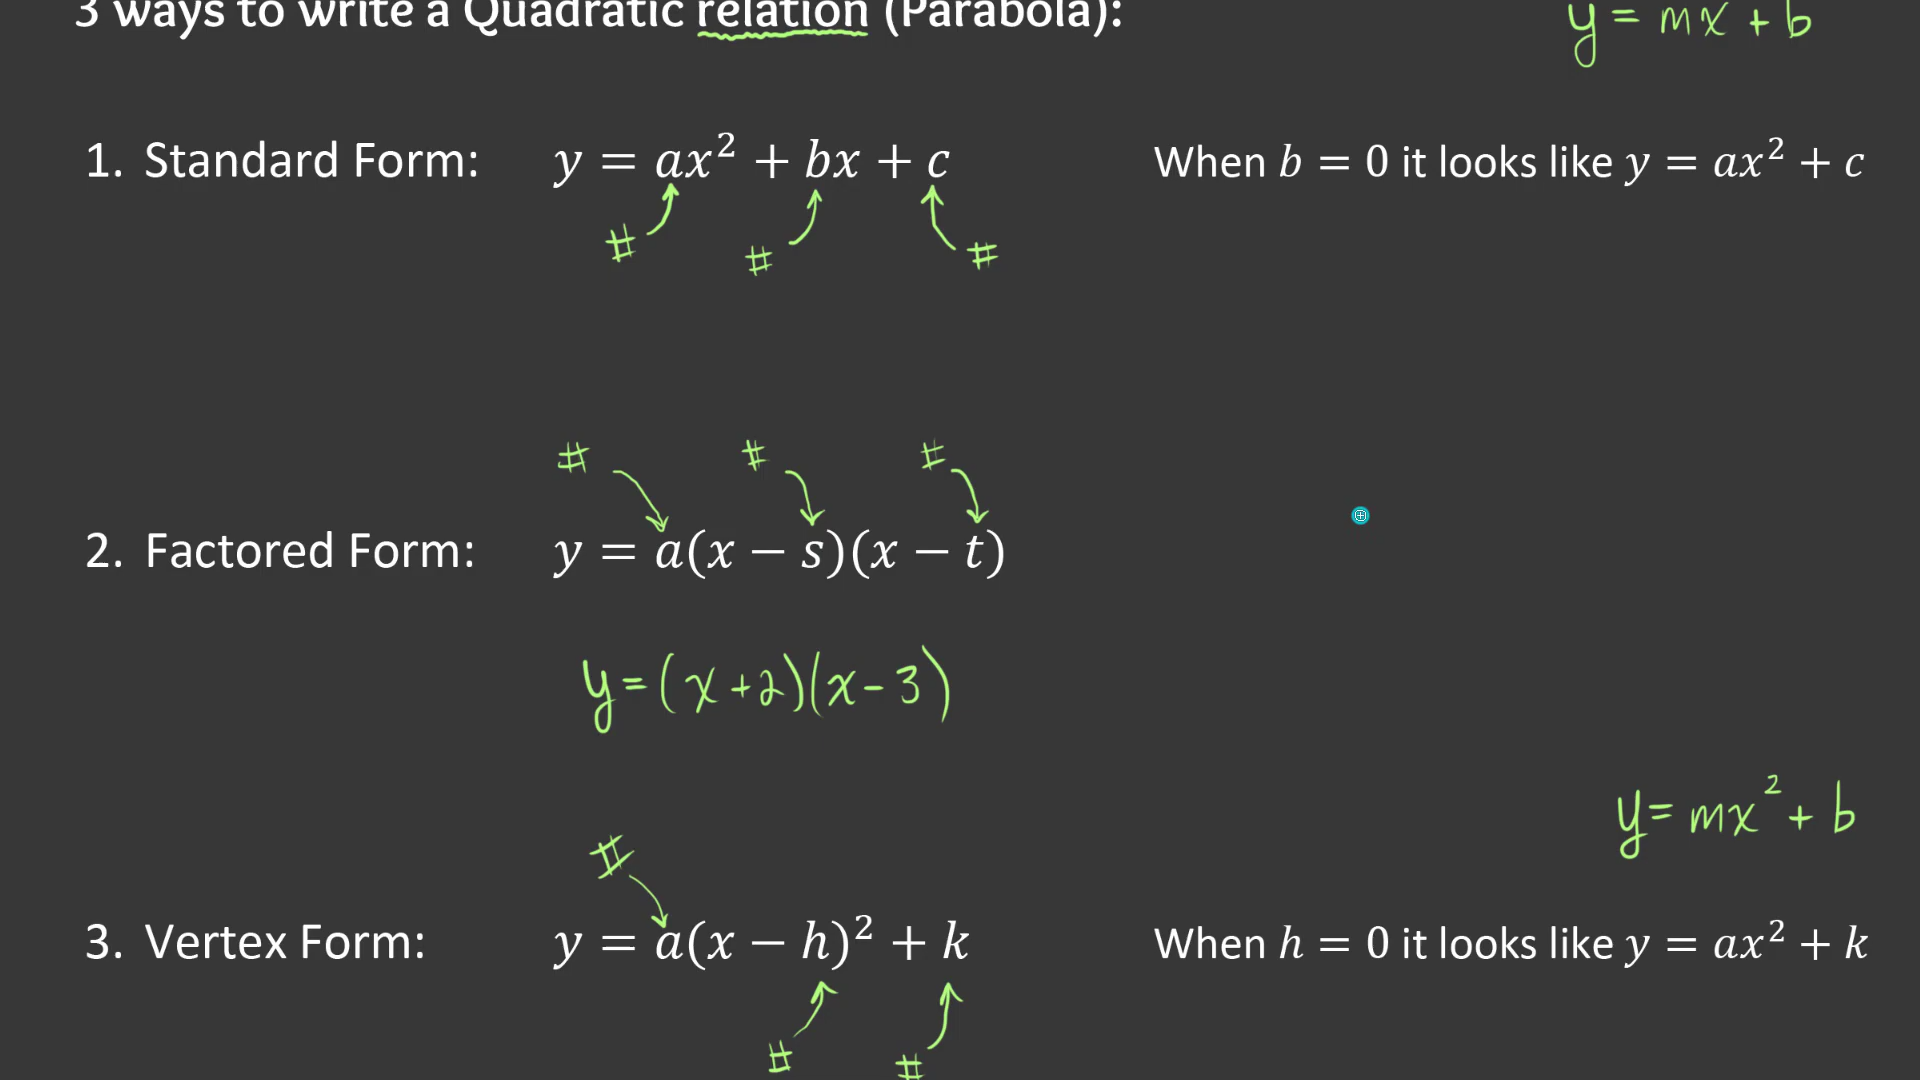 3 ways to write a Quadratic relation (Parabola):
y = mx + b
1. Standard Form: y = ax² + bx + c When b = 0 it looks like y = ax² + c
# # #
# # #
2. Factored Form: y = a(x − s)(x − t)
y = (x + 2)(x - 3)
y = mx² + b
#
3. Vertex Form: y = a(x − h)² + k When h = 0 it looks like y = ax² + k
# #